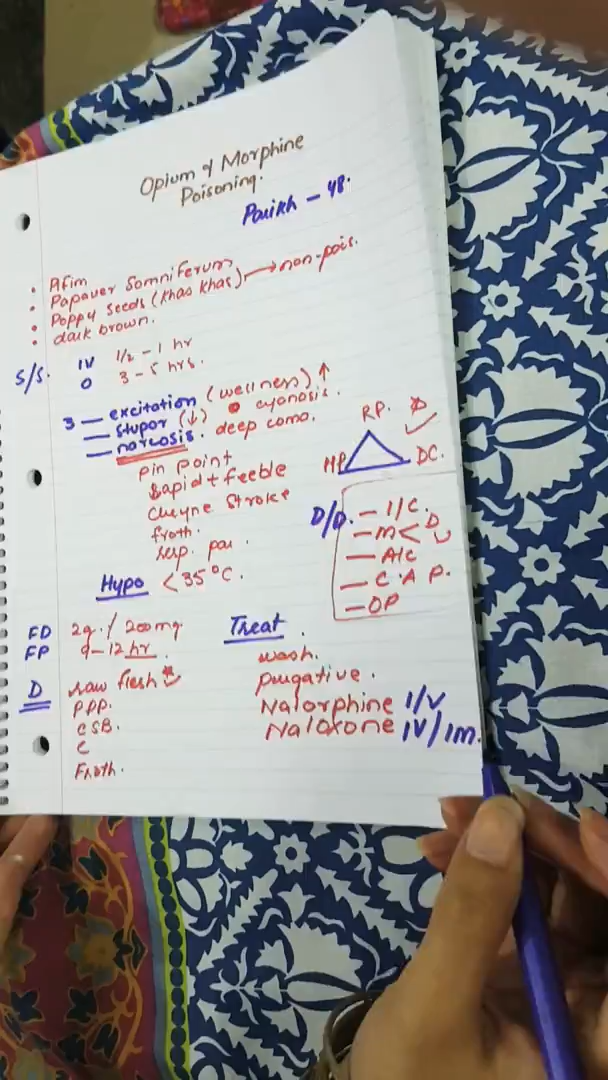 Opium & Morphine
Poisoning.
Parikh - 48.
• Afim
• Papaver Somniferum
• Poppy Seeds (Khas Khas) → non-pois.
• dark brown.
S/S. IV 1/2 - 1 hr
O 3 - 5 hrs.
3 — excitation (wellness) ↑
— stupor (↓) • cyanosis.
— narcosis. deep coma.
Pin Point
Rapid + feeble
Cheyne Stroke
froth.
resp. par
Hypo < 35°C.
RP.
HP DC.
D/D. — I/C.
— M < D
— A/C
— C.A P.
— OP
FD 2g. / 200mg
FP 9-12 hr
D raw flesh
PPP.
CSB.
C
Froth.
Treat.
wash.
Purgative.
Nalorphine I/V
Naloxone IV/IM.